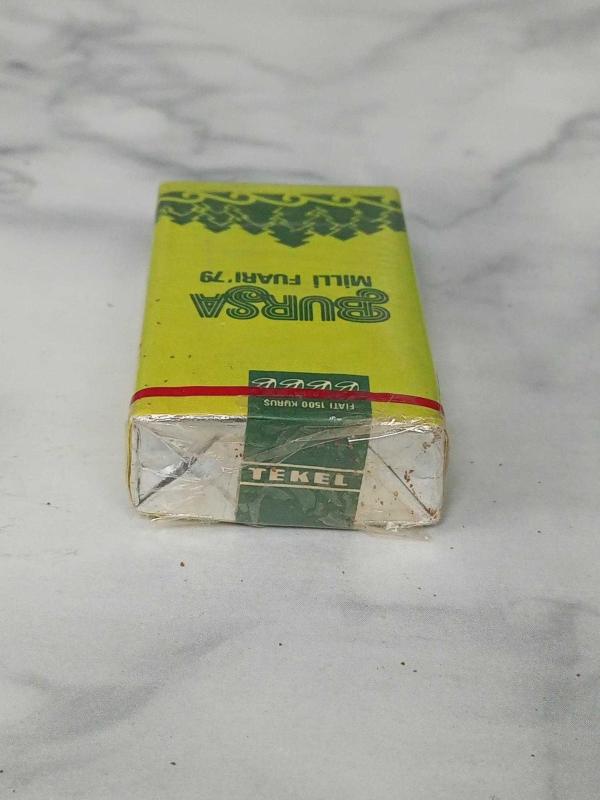 BURSA
MİLLİ FUARI '79
FİATI 1500 KURUŞ
TEKEL